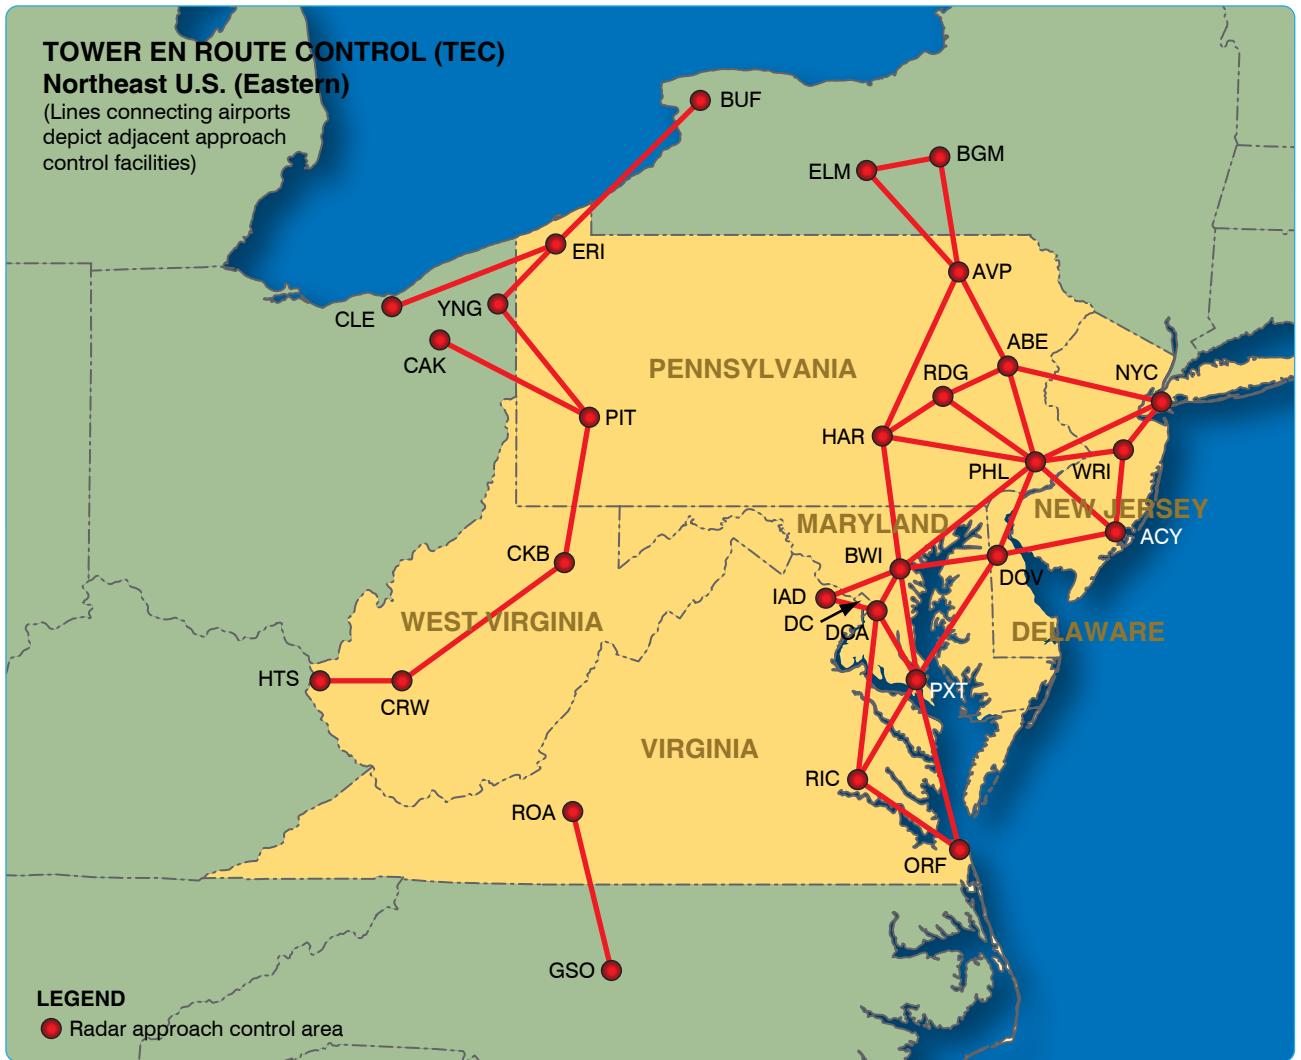 TOWER EN ROUTE CONTROL (TEC)
Northeast U.S. (Eastern)
(Lines connecting airports
depict adjacent approach
control facilities)
BUF
ELM
BGM
ERI
AVP
CLE
YNG
CAK
ABE
PENNSYLVANIA
RDG
NYC
PIT
HAR
PHL
WRI
NEW JERSEY
MARYLAND
ACY
CKB
BWI
DOV
IAD
DC
DCA
WEST VIRGINIA
DELAWARE
HTS
CRW
PXT
VIRGINIA
RIC
ROA
ORF
GSO
LEGEND
Radar approach control area